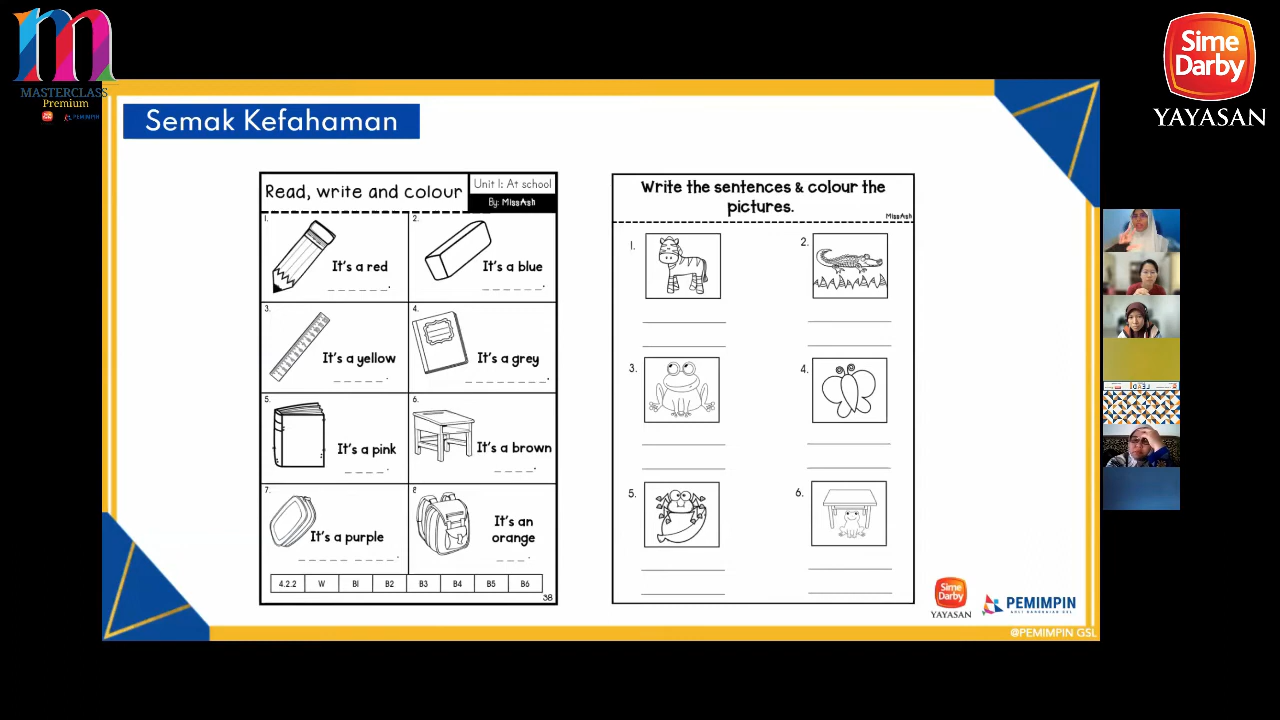 MASTERCLASS
Premium
PEMIMPIN
Sime
Darby
YAYASAN
Semak Kefahaman
Read, write and colour
Unit 1: At school
By: MissAsh
1.
It's a red
_ _ _ _ _ _.
2.
It's a blue
_ _ _ _ _ _.
3.
It's a yellow
_ _ _ _ _.
4.
It's a grey
_ _ _ _ _ _ _ _.
5.
It's a pink
_ _ _ _.
6.
It's a brown
_ _ _ _.
7.
It's a purple
_ _ _ _ _ _ _ _ _ _.
8
It's an
orange
_ _ _.
4.2.2 W B1 B2 B3 B4 B5 B6
38
Write the sentences & colour the
pictures.
MissAsh
1.
2.
3.
4.
5.
6.
Sime
Darby
YAYASAN
PEMIMPIN
@PEMIMPIN GSL